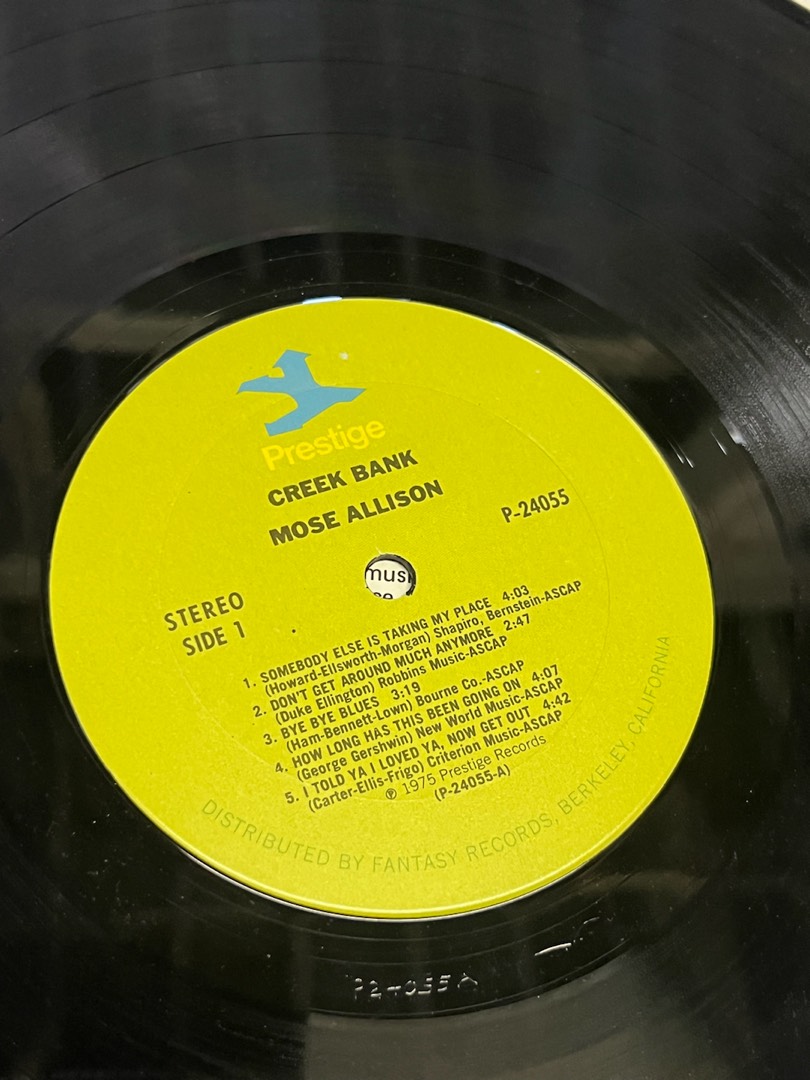 Prestige
CREEK BANK
MOSE ALLISON
P-24055
STEREO
SIDE 1
mus
1. SOMEBODY ELSE IS TAKING MY PLACE 4:03
(Howard-Ellsworth-Morgan) Shapiro, Bernstein-ASCAP
2. DON'T GET AROUND MUCH ANYMORE 2:47
(Duke Ellington) Robbins Music-ASCAP
3. BYE BYE BLUES 3:19
(Ham-Bennett-Lown) Bourne Co.-ASCAP
4. HOW LONG HAS THIS BEEN GOING ON 4:07
(George Gershwin) New World Music-ASCAP
5. I TOLD YA I LOVED YA, NOW GET OUT 4:42
(Carter-Ellis-Frigo) Criterion Music-ASCAP
℗ 1975 Prestige Records
(P-24055-A)
DISTRIBUTED BY FANTASY RECORDS, BERKELEY, CALIFORNIA
P24055A